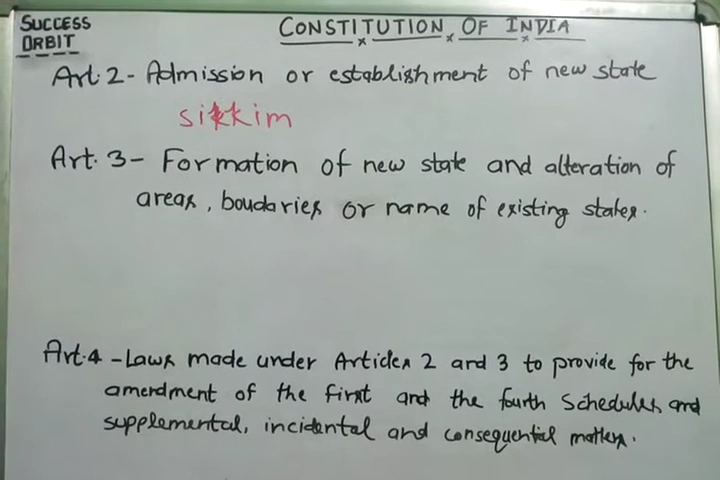 SUCCESS
ORBIT
CONSTITUTION OF INDIA
Art. 2 - Admission or establishment of new state
sikkim
Art. 3 - Formation of new state and alteration of
areas, boudaries or name of existing states.
Art. 4 - Laws made under Articles 2 and 3 to provide for the
amendment of the first and the fourth Schedules and
supplemental, incidental and consequential matters.